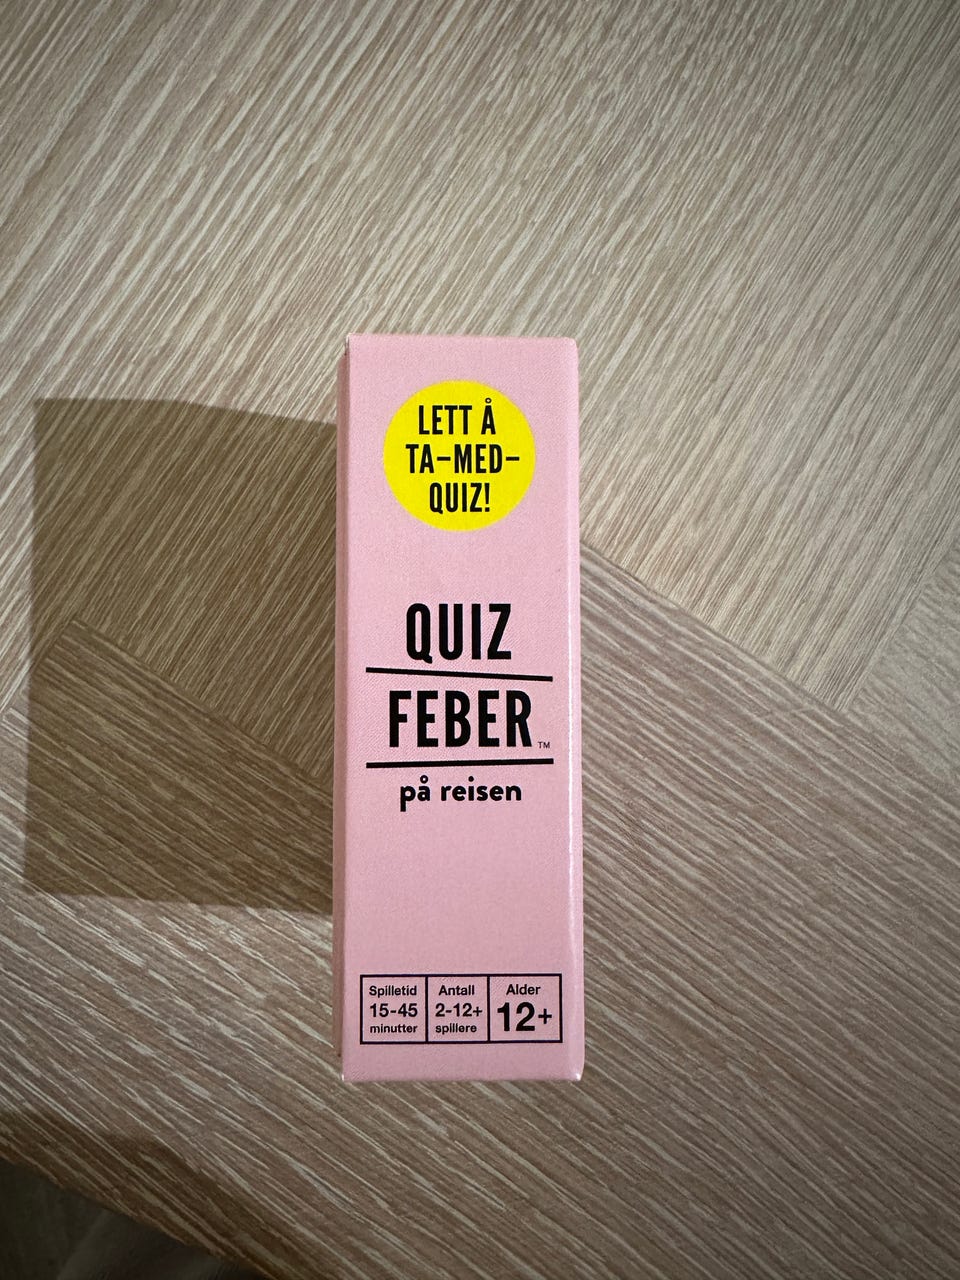 LETT Å
TA-MED-
QUIZ!
QUIZ
FEBER™
på reisen
Spilletid
15-45
minutter
Antall
2-12+
spillere
Alder
12+